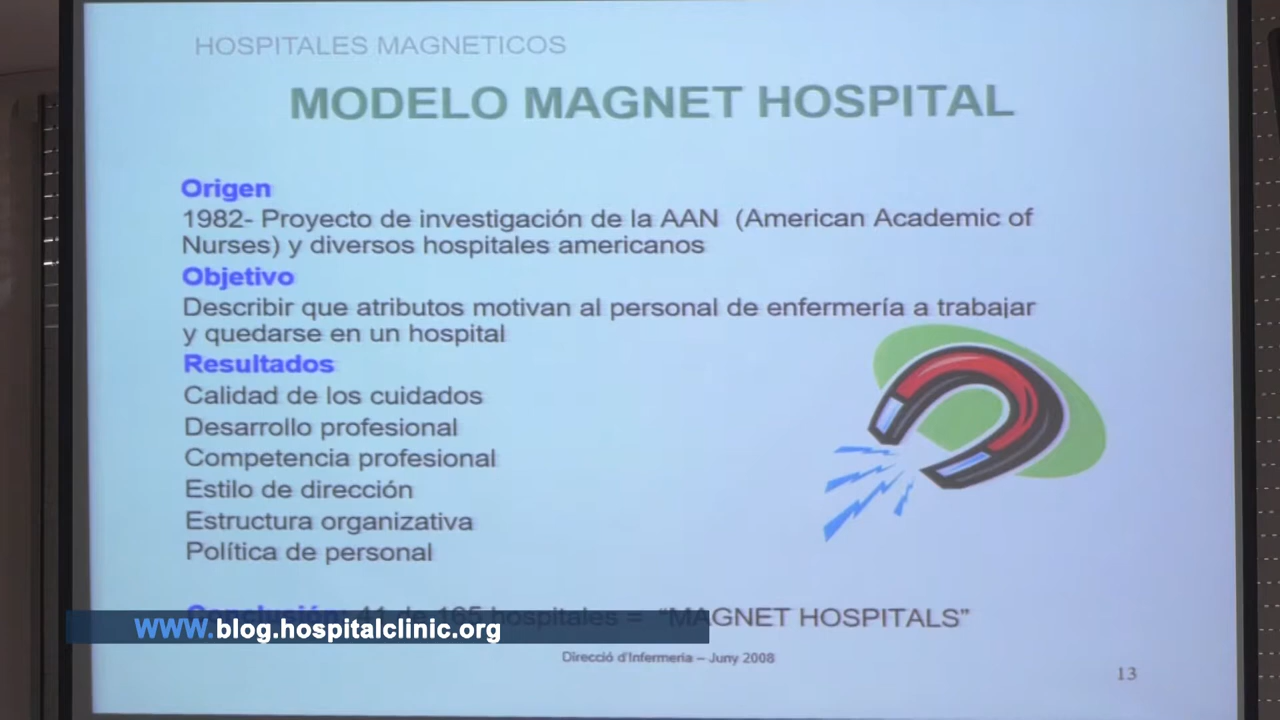 HOSPITALES MAGNETICOS
MODELO MAGNET HOSPITAL
Origen
1982- Proyecto de investigación de la AAN (American Academic of
Nurses) y diversos hospitales americanos
Objetivo
Describir que atributos motivan al personal de enfermería a trabajar
y quedarse en un hospital
Resultados
Calidad de los cuidados
Desarrollo profesional
Competencia profesional
Estilo de dirección
Estructura organizativa
Política de personal
Conclusión: 41 de 165 hospitales = “MAGNET HOSPITALS”
www.blog.hospitalclinic.org
Direcció d'Infermeria – Juny 2008
13